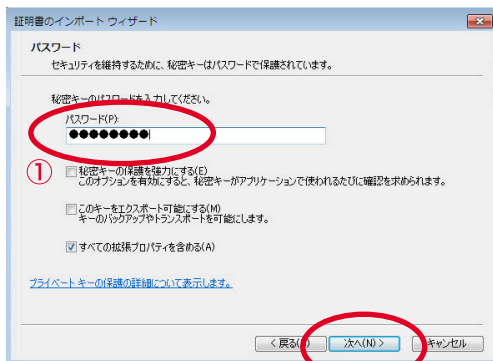 証明書のインポート ウィザード
パスワード
セキュリティを維持するために、秘密キーはパスワードで保護されています。
秘密キーのパスワードを入力してください。
パスワード(P):
●●●●●●●●
①
秘密キーの保護を強力にする(E)
このオプションを有効にすると、秘密キーがアプリケーションで使われるたびに確認を求められます。
このキーをエクスポート可能にする(M)
キーのバックアップやトランスポートを可能にします。
すべての拡張プロパティを含める(A)
プライベート キーの保護の詳細について表示します。
< 戻る( 次へ(N) > キャンセル